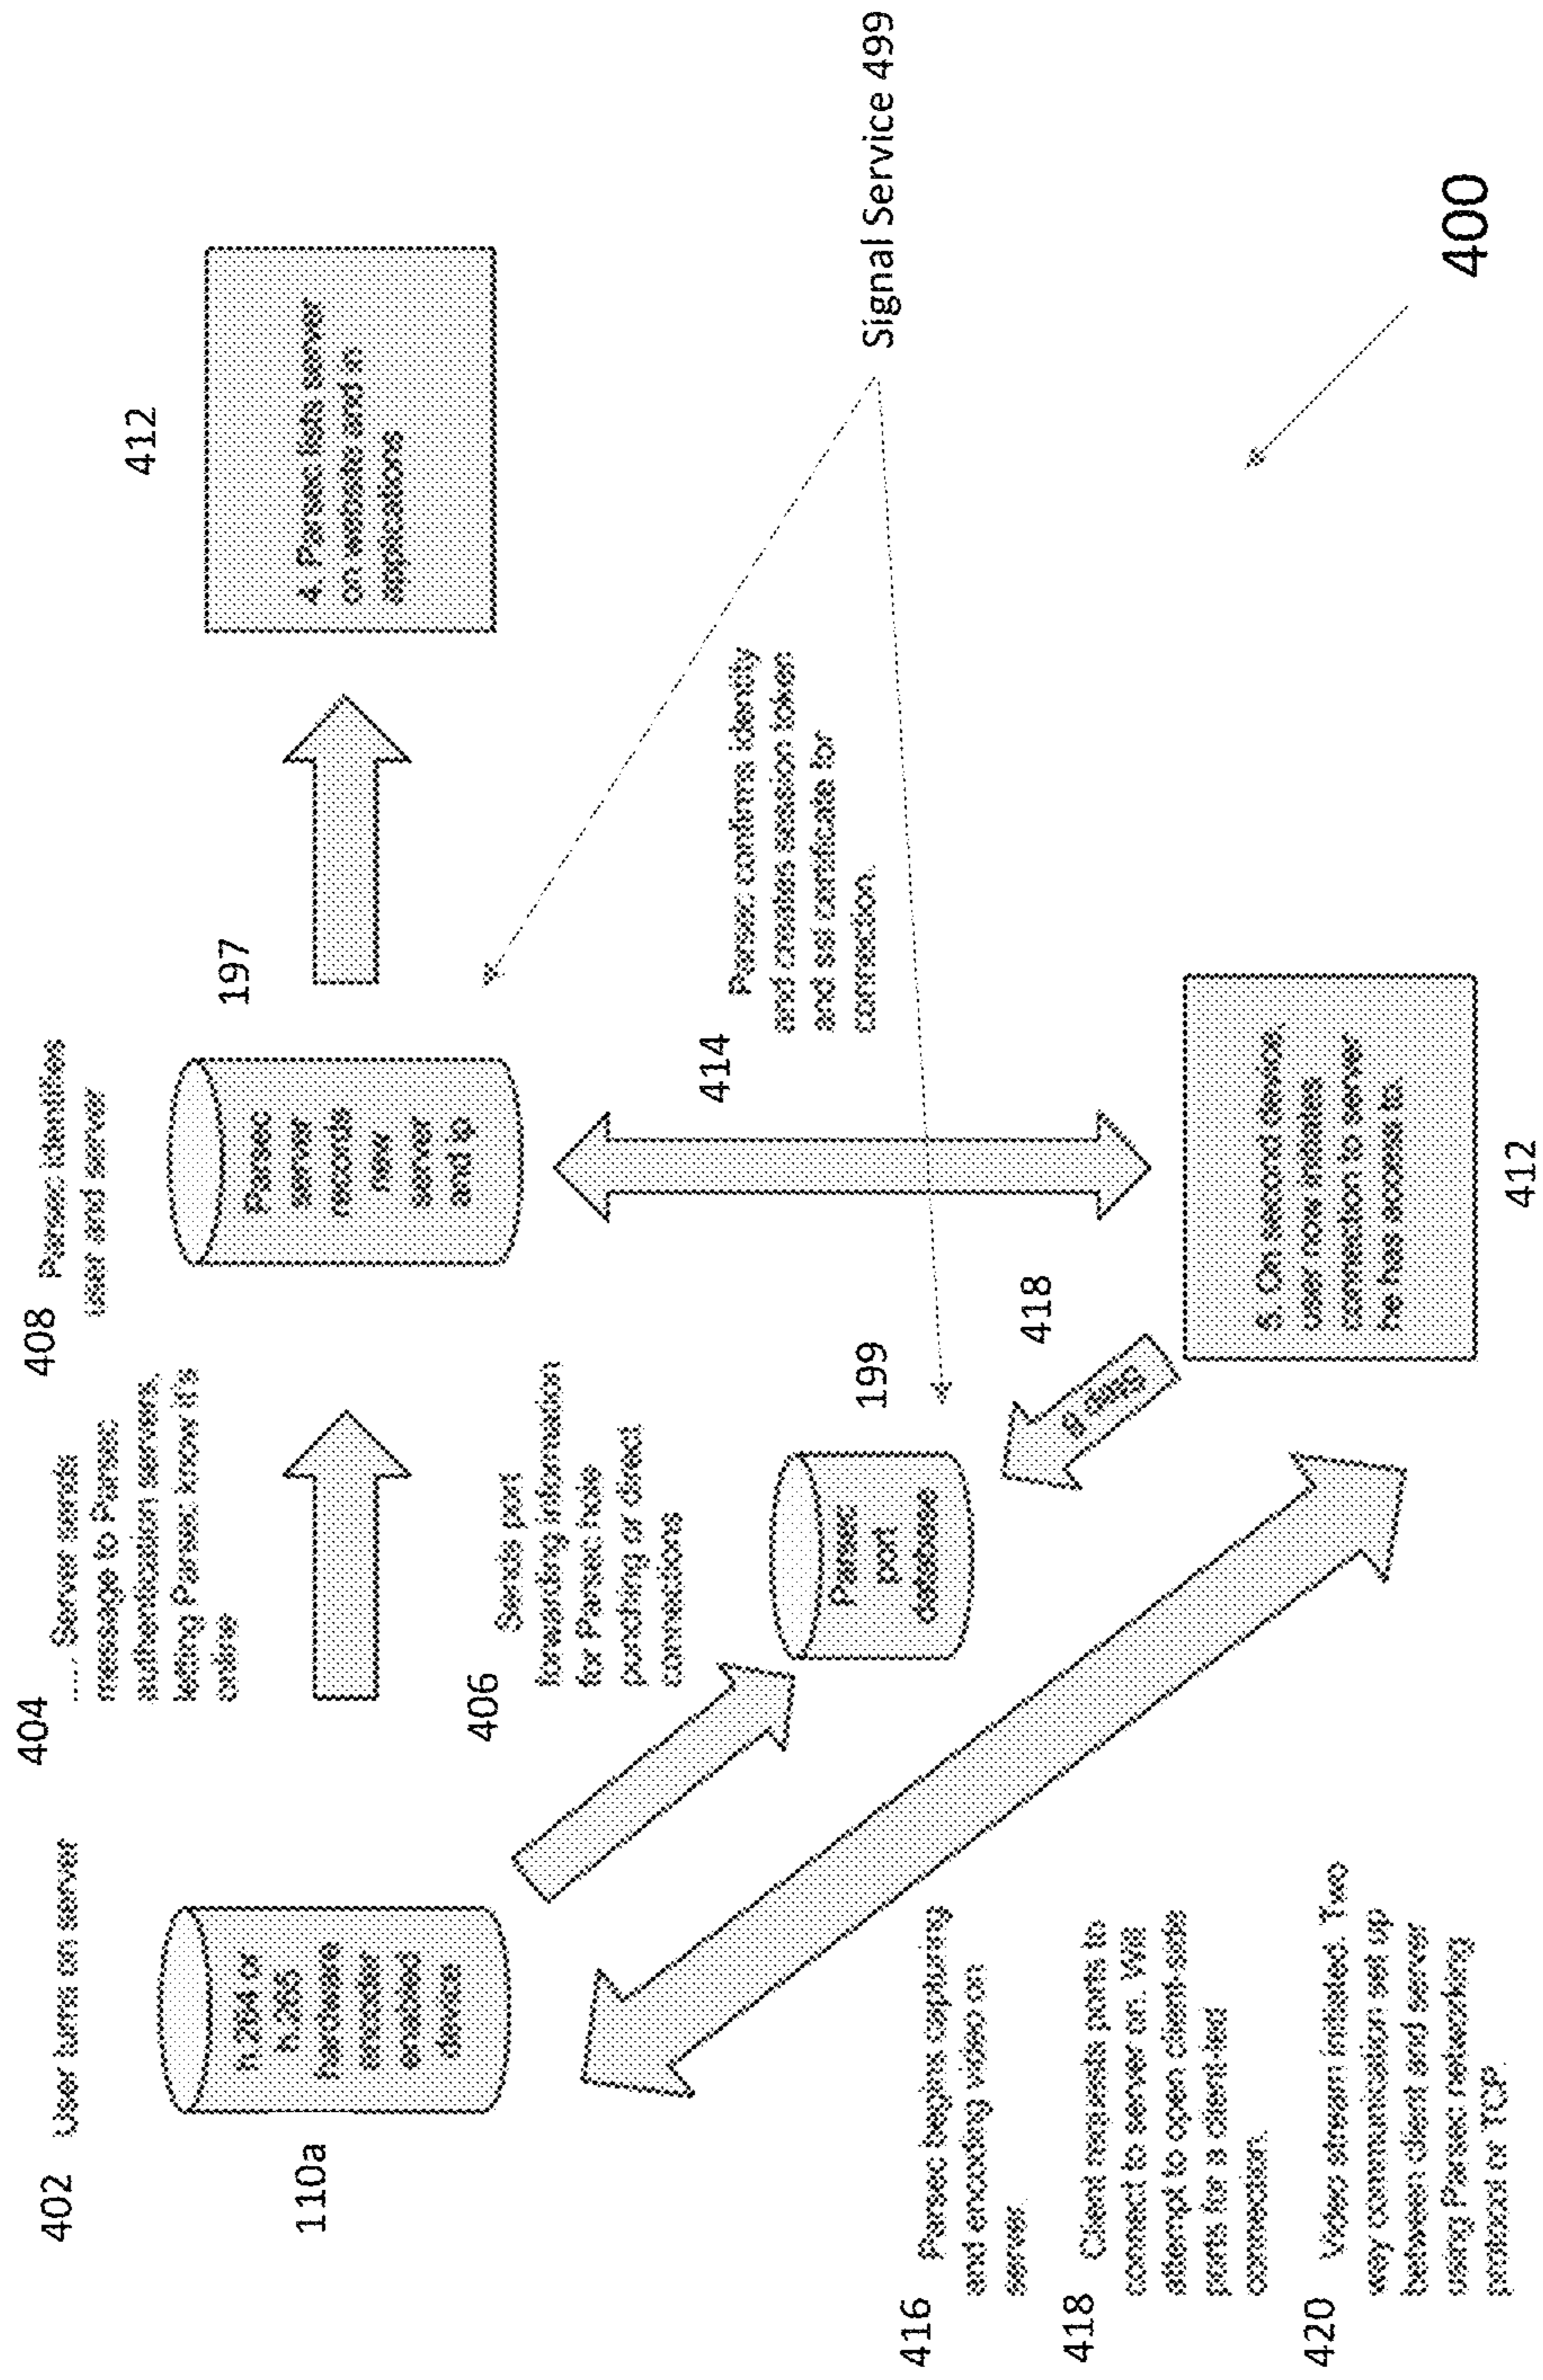 402 User turns on server
110a
h.264 or
h.265
hardware
encoder
enabled
device
404
Server sends
message to Parsec
authentication servers,
letting Parsec know it's
online
406
Sends port
forwarding information
for Parsec hole
punching or direct
connections
408 Parsec identifies
user and server
197
Parsec
server
records
new
server
and ip
412
4. Parsec lists server
on website and in
applications
Signal Service 499
199
Parsec
port
database
414
Parsec confirms identity
and creates session token
and ssl certificate for
connection.
418
Step 8
On second device,
user now initiates
connection to server
he has access to.
412
416 Parsec begins capturing
and encoding video on
server.
418 Client requests ports to
connect to server on. Will
attempt to open client-side
ports for a client-led
connection.
420 Video stream initiated. Two
way communication set up
between client and server
using Parsec networking
protocol or TCP.
400